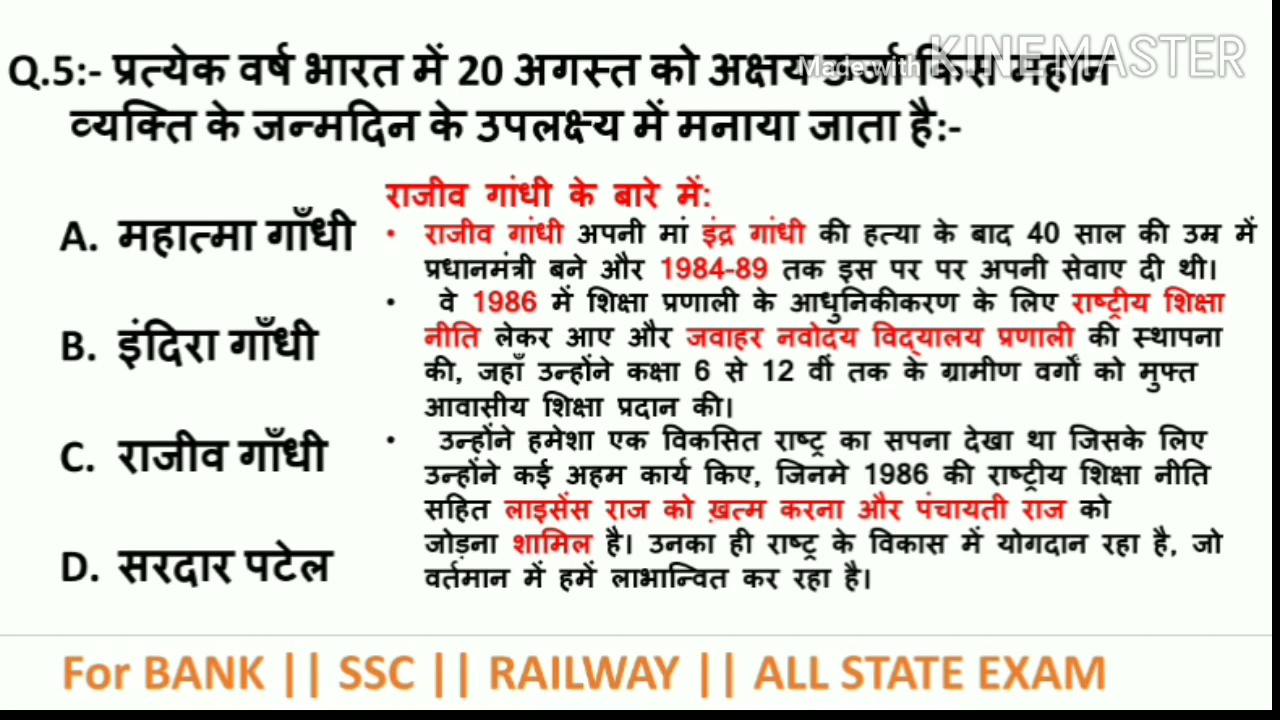 Q.5:- प्रत्येक वर्ष भारत में 20 अगस्त को अक्षय ऊर्जा किस महान
Made with KINEMASTER
व्यक्ति के जन्मदिन के उपलक्ष्य में मनाया जाता है:-
A. महात्मा गाँधी
B. इंदिरा गाँधी
C. राजीव गाँधी
D. सरदार पटेल
राजीव गांधी के बारे में:
• राजीव गांधी अपनी मां इंद्र गांधी की हत्या के बाद 40 साल की उम्र में
प्रधानमंत्री बने और 1984-89 तक इस पर पर अपनी सेवाए दी थी।
• वे 1986 में शिक्षा प्रणाली के आधुनिकीकरण के लिए राष्ट्रीय शिक्षा
नीति लेकर आए और जवाहर नवोदय विद्यालय प्रणाली की स्थापना
की, जहाँ उन्होंने कक्षा 6 से 12 वीं तक के ग्रामीण वर्गों को मुफ्त
आवासीय शिक्षा प्रदान की।
• उन्होंने हमेशा एक विकसित राष्ट्र का सपना देखा था जिसके लिए
उन्होंने कई अहम कार्य किए, जिनमे 1986 की राष्ट्रीय शिक्षा नीति
सहित लाइसेंस राज को ख़त्म करना और पंचायती राज को
जोड़ना शामिल है। उनका ही राष्ट्र के विकास में योगदान रहा है, जो
वर्तमान में हमें लाभान्वित कर रहा है।
For BANK || SSC || RAILWAY || ALL STATE EXAM